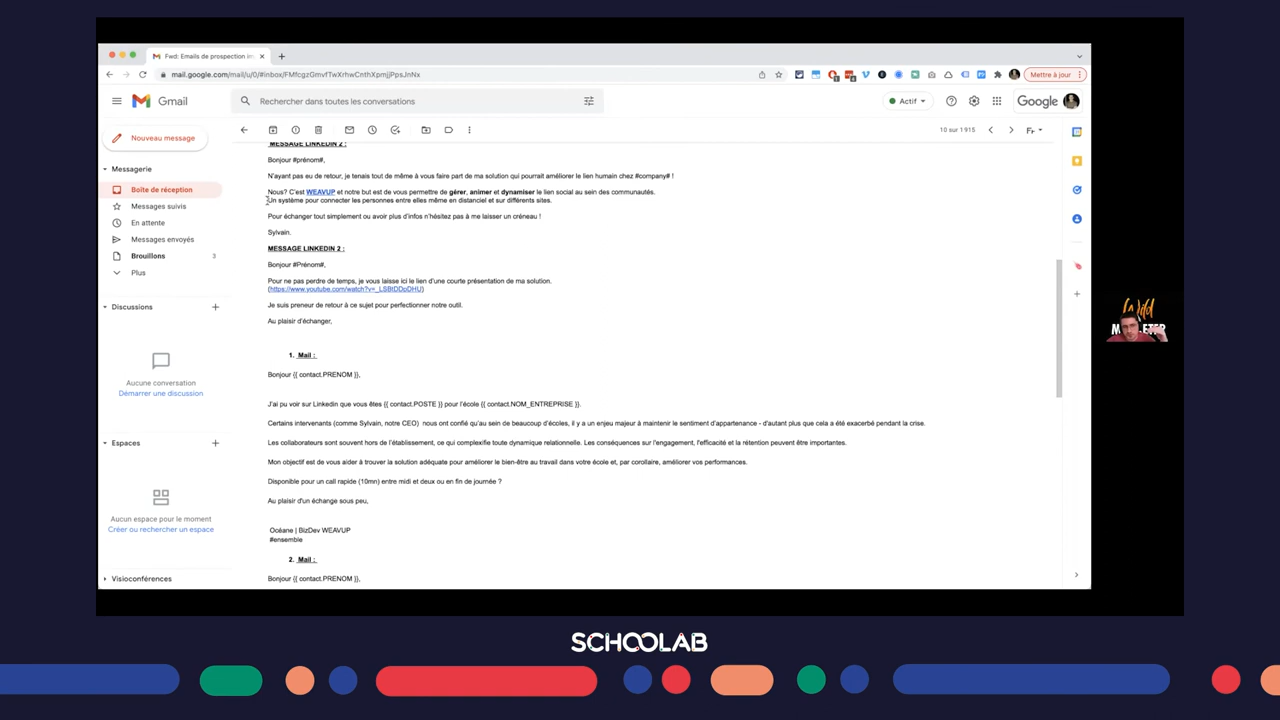 Fwd: Emails de prospection im
mail.google.com/mail/u/0/#inbox/FMfcgzGmvfTwXrhwCnthXpmjjPpsJnNx
Mettre à jour
Gmail
Rechercher dans toutes les conversations
Actif
Google
Nouveau message
10 sur 1 915
Fr
Messagerie
Boîte de réception
Messages suivis
En attente
Messages envoyés
Brouillons 3
Plus
Discussions
Aucune conversation
Démarrer une discussion
Espaces
Aucun espace pour le moment
Créer ou rechercher un espace
Visioconférences
MESSAGE LINKEDIN 2 :
Bonjour #prénom#,
N'ayant pas eu de retour, je tenais tout de même à vous faire part de ma solution qui pourrait améliorer le lien humain chez #company# !
Nous? C'est WEAVUP et notre but est de vous permettre de gérer, animer et dynamiser le lien social au sein des communautés.
Un système pour connecter les personnes entre elles même en distanciel et sur différents sites.
Pour échanger tout simplement ou avoir plus d'infos n'hésitez pas à me laisser un créneau !
Sylvain.
MESSAGE LINKEDIN 2 :
Bonjour #Prénom#,
Pour ne pas perdre de temps, je vous laisse ici le lien d'une courte présentation de ma solution.
(https://www.youtube.com/watch?v=_LSBtDDpDHU)
Je suis preneur de retour à ce sujet pour perfectionner notre outil.
Au plaisir d'échanger,
1. Mail :
Bonjour {{ contact.PRENOM }},
J'ai pu voir sur Linkedin que vous êtes {{ contact.POSTE }} pour l'école {{ contact.NOM_ENTREPRISE }}.
Certains intervenants (comme Sylvain, notre CEO) nous ont confié qu'au sein de beaucoup d'écoles, il y a un enjeu majeur à maintenir le sentiment d'appartenance - d'autant plus que cela a été exacerbé pendant la crise.
Les collaborateurs sont souvent hors de l'établissement, ce qui complexifie toute dynamique relationnelle. Les conséquences sur l'engagement, l'efficacité et la rétention peuvent être importantes.
Mon objectif est de vous aider à trouver la solution adéquate pour améliorer le bien-être au travail dans votre école et, par corollaire, améliorer vos performances.
Disponible pour un call rapide (10mn) entre midi et deux ou en fin de journée ?
Au plaisir d'un échange sous peu,
Océane | BizDev WEAVUP
#ensemble
2. Mail :
Bonjour {{ contact.PRENOM }},
Wild
SCHOOLAB